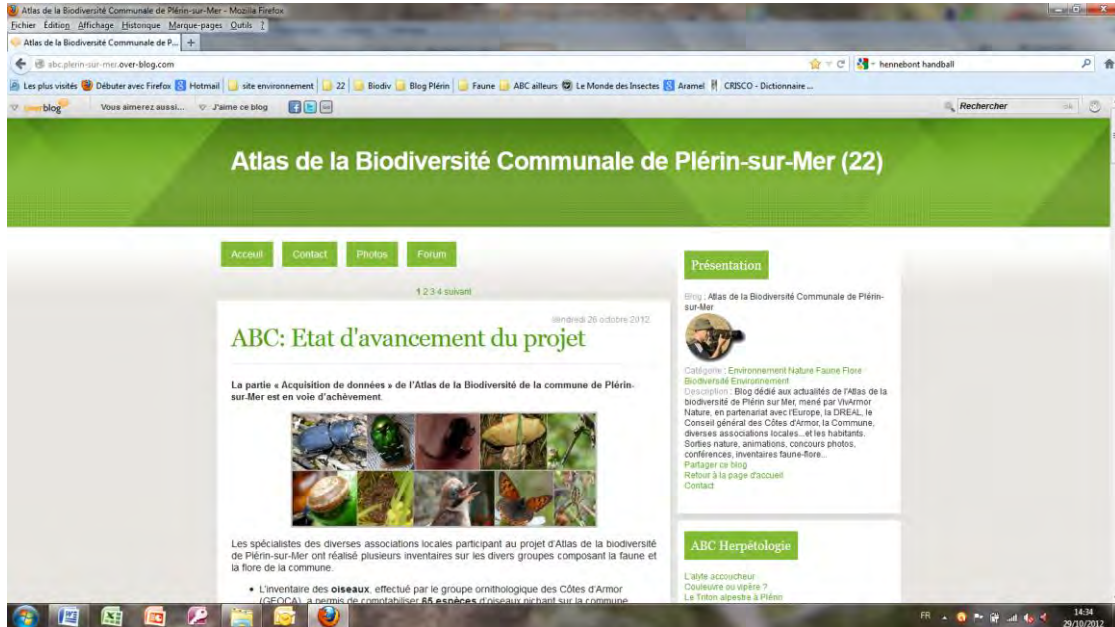 Atlas de la Biodiversité Communale de Plérin-sur-Mer - Mozilla Firefox
Fichier Édition Affichage Historique Marque-pages Outils ?
Atlas de la Biodiversité Communale de P...
abc.plerin-sur-mer.over-blog.com
hennebont handball
Les plus visités Débuter avec Firefox Hotmail site environnement 22 Biodiv Blog Plérin Faune ABC ailleurs Le Monde des Insectes Aramel CRISCO - Dictionnaire ...
overblog Vous aimerez aussi... J'aime ce blog Rechercher ok
Atlas de la Biodiversité Communale de Plérin-sur-Mer (22)
Acceuil Contact Photos Forum
1 2 3 4 suivant
vendredi 26 octobre 2012
ABC: Etat d'avancement du projet
La partie « Acquisition de données » de l'Atlas de la Biodiversité de la commune de Plérin-
sur-Mer est en voie d'achèvement.
Les spécialistes des diverses associations locales participant au projet d'Atlas de la biodiversité
de Plérin-sur-Mer ont réalisé plusieurs inventaires sur les divers groupes composant la faune et
la flore de la commune.
• L'inventaire des oiseaux, effectué par le groupe ornithologique des Côtes d'Armor
(GEOCA), a permis de comptabiliser 65 espèces d'oiseaux nichant sur la commune
Présentation
Blog : Atlas de la Biodiversité Communale de Plérin-
sur-Mer
Catégorie : Environnement Nature Faune Flore
Biodiversité Environnement
Description : Blog dédié aux actualités de l'Atlas de la
biodiversité de Plérin sur Mer, mené par VivArmor
Nature, en partenariat avec l'Europe, la DREAL, le
Conseil général des Côtes d'Armor, la Commune,
diverses associations locales...et les habitants.
Sorties nature, animations, concours photos,
conférences, inventaires faune-flore...
Partager ce blog
Retour à la page d'accueil
Contact
ABC Herpétologie
L'alyte accoucheur
Couleuvre ou vipère ?
Le Triton alpestre à Plérin
FR
14:34
29/10/2012